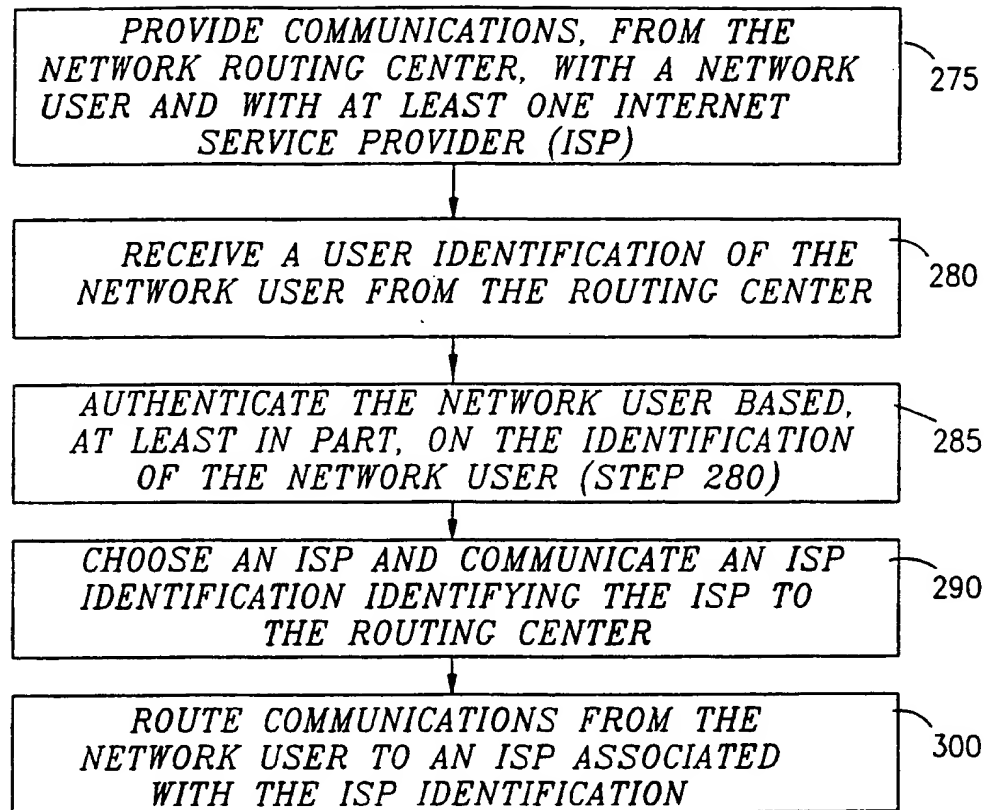 PROVIDE COMMUNICATIONS, FROM THE
NETWORK ROUTING CENTER, WITH A NETWORK
USER AND WITH AT LEAST ONE INTERNET
SERVICE PROVIDER (ISP)
275
RECEIVE A USER IDENTIFICATION OF THE
NETWORK USER FROM THE ROUTING CENTER
280
AUTHENTICATE THE NETWORK USER BASED,
AT LEAST IN PART, ON THE IDENTIFICATION
OF THE NETWORK USER (STEP 280)
285
CHOOSE AN ISP AND COMMUNICATE AN ISP
IDENTIFICATION IDENTIFYING THE ISP TO
THE ROUTING CENTER
290
ROUTE COMMUNICATIONS FROM THE
NETWORK USER TO AN ISP ASSOCIATED
WITH THE ISP IDENTIFICATION
300